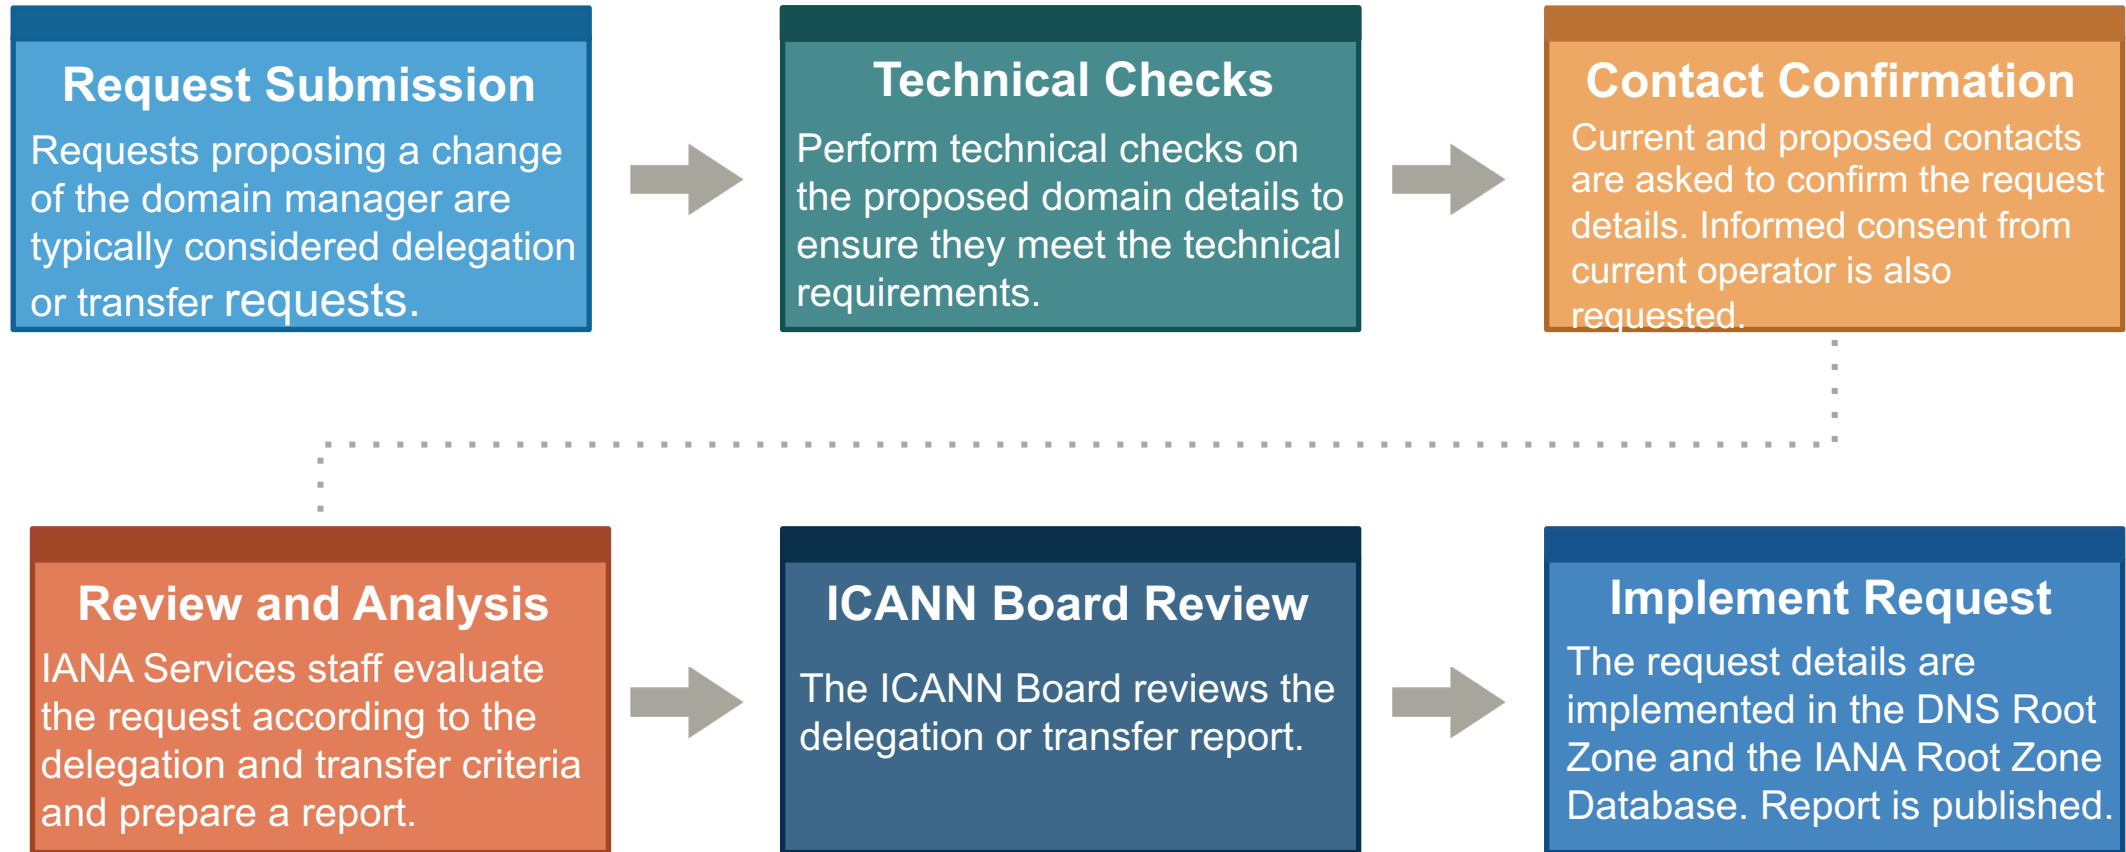 Request Submission
Requests proposing a change
of the domain manager are
typically considered delegation
or transfer requests.
Technical Checks
Perform technical checks on
the proposed domain details to
ensure they meet the technical
requirements.
Contact Confirmation
Current and proposed contacts
are asked to confirm the request
details. Informed consent from
current operator is also
requested.
Review and Analysis
IANA Services staff evaluate
the request according to the
delegation and transfer criteria
and prepare a report.
ICANN Board Review
The ICANN Board reviews the
delegation or transfer report.
Implement Request
The request details are
implemented in the DNS Root
Zone and the IANA Root Zone
Database. Report is published.